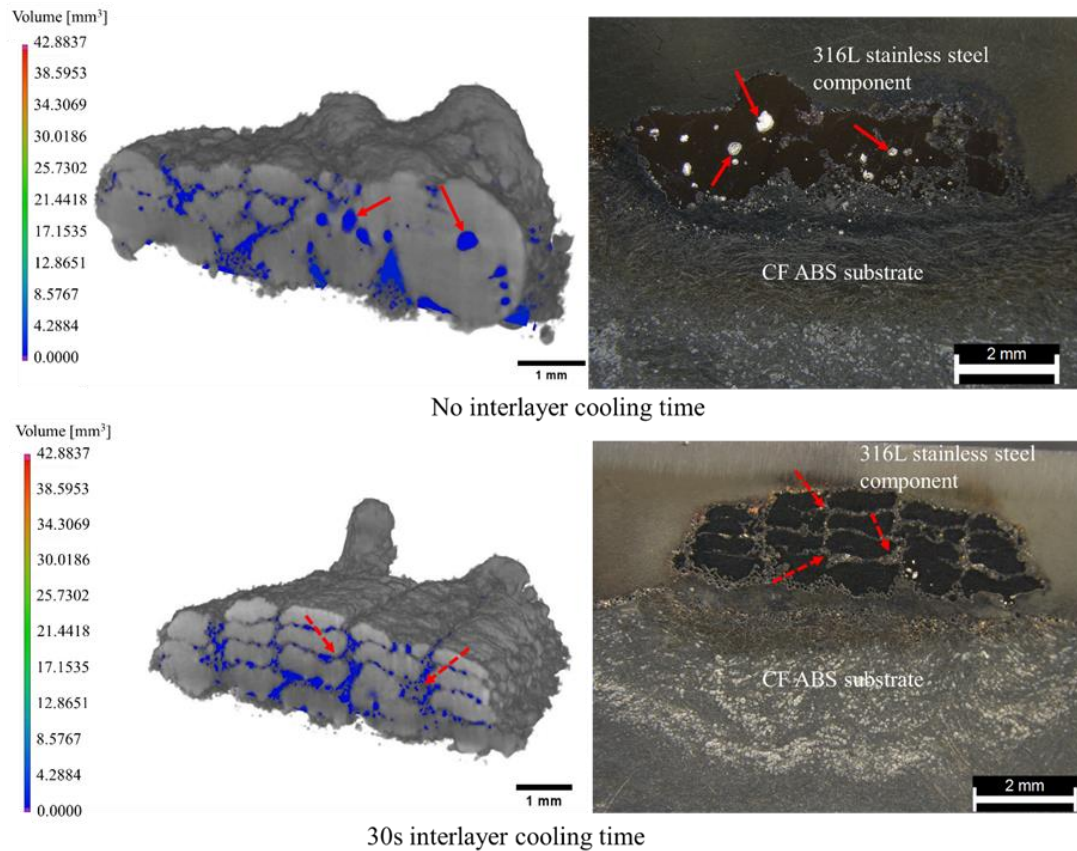 Volume [mm³]
42.8837
38.5953
34.3069
30.0186
25.7302
21.4418
17.1535
12.8651
8.5767
4.2884
0.0000
1 mm
316L stainless steel
component
CF ABS substrate
2 mm
No interlayer cooling time
Volume [mm³]
42.8837
38.5953
34.3069
30.0186
25.7302
21.4418
17.1535
12.8651
8.5767
4.2884
0.0000
1 mm
316L stainless steel
component
CF ABS substrate
2 mm
30s interlayer cooling time